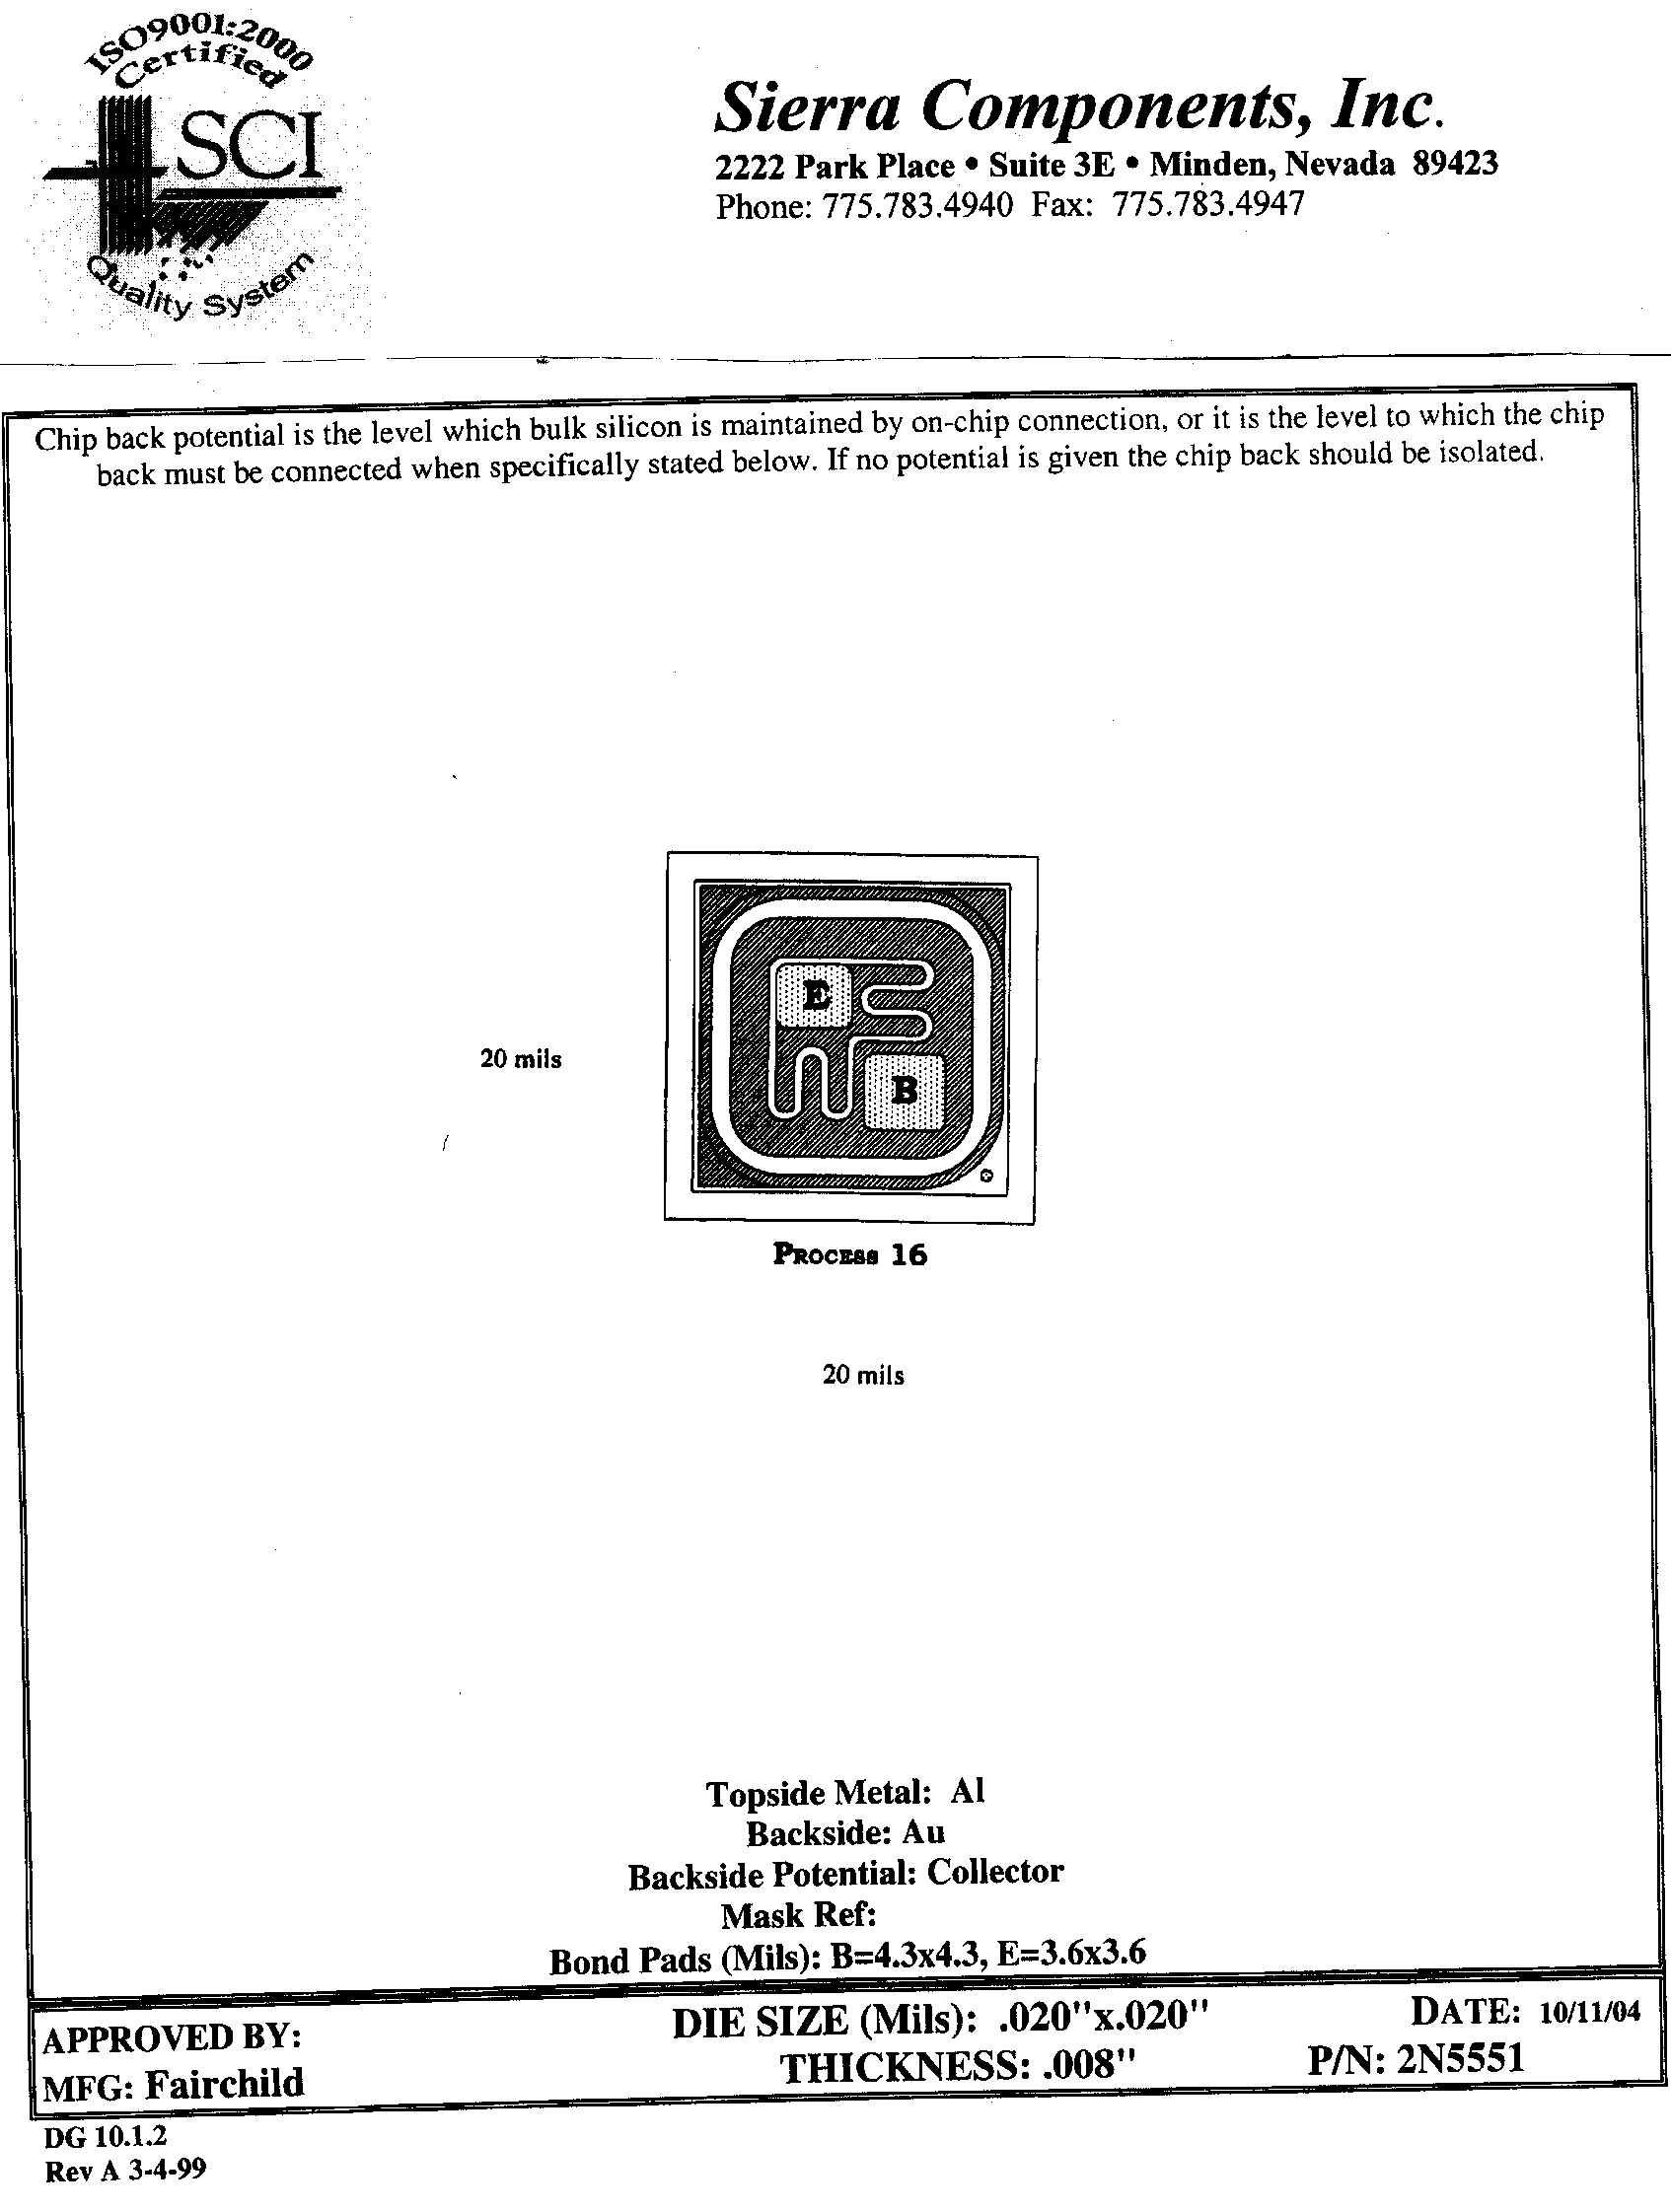 ISO9001:2000
Certified
SCI
Quality System
Sierra Components, Inc.
2222 Park Place • Suite 3E • Minden, Nevada 89423
Phone: 775.783.4940 Fax: 775.783.4947
Chip back potential is the level which bulk silicon is maintained by on-chip connection, or it is the level to which the chip
back must be connected when specifically stated below. If no potential is given the chip back should be isolated.
E
20 mils
B
PROCESS 16
20 mils
Topside Metal: Al
Backside: Au
Backside Potential: Collector
Mask Ref:
Bond Pads (Mils): B=4.3x4.3, E=3.6x3.6
APPROVED BY:
DIE SIZE (Mils): .020"x.020"
DATE: 10/11/04
MFG: Fairchild
THICKNESS: .008"
P/N: 2N5551
DG 10.1.2
Rev A 3-4-99